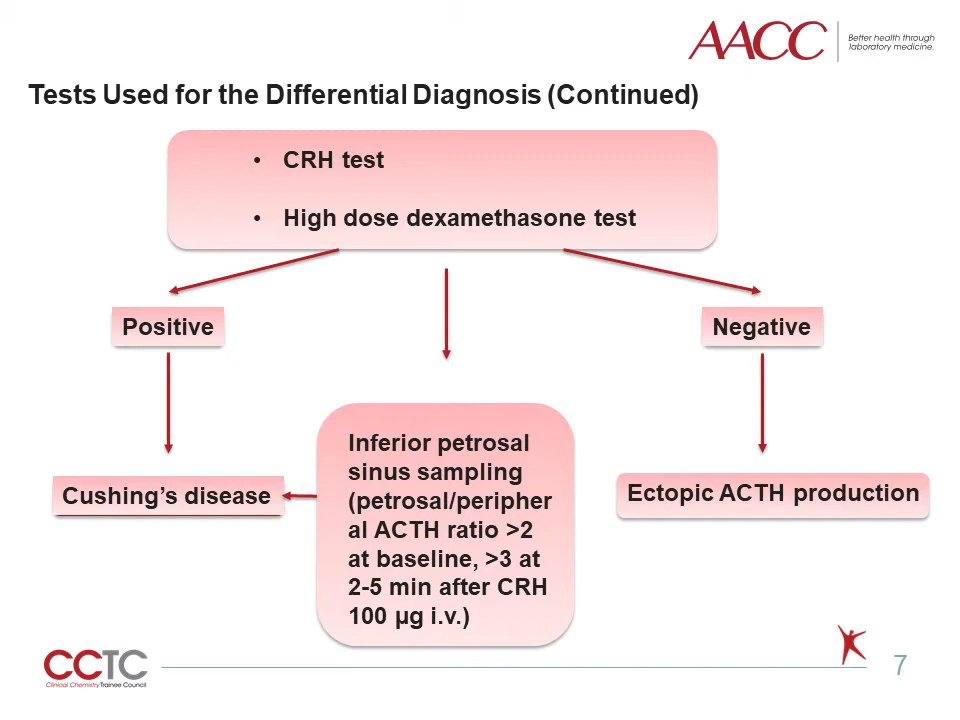 AACC
Better health through
laboratory medicine.
Tests Used for the Differential Diagnosis (Continued)
• CRH test
• High dose dexamethasone test
Positive
Negative
Inferior petrosal
sinus sampling
(petrosal/peripher
al ACTH ratio >2
at baseline, >3 at
2-5 min after CRH
100 µg i.v.)
Cushing’s disease
Ectopic ACTH production
CCTC
Clinical Chemistry Trainee Council
7